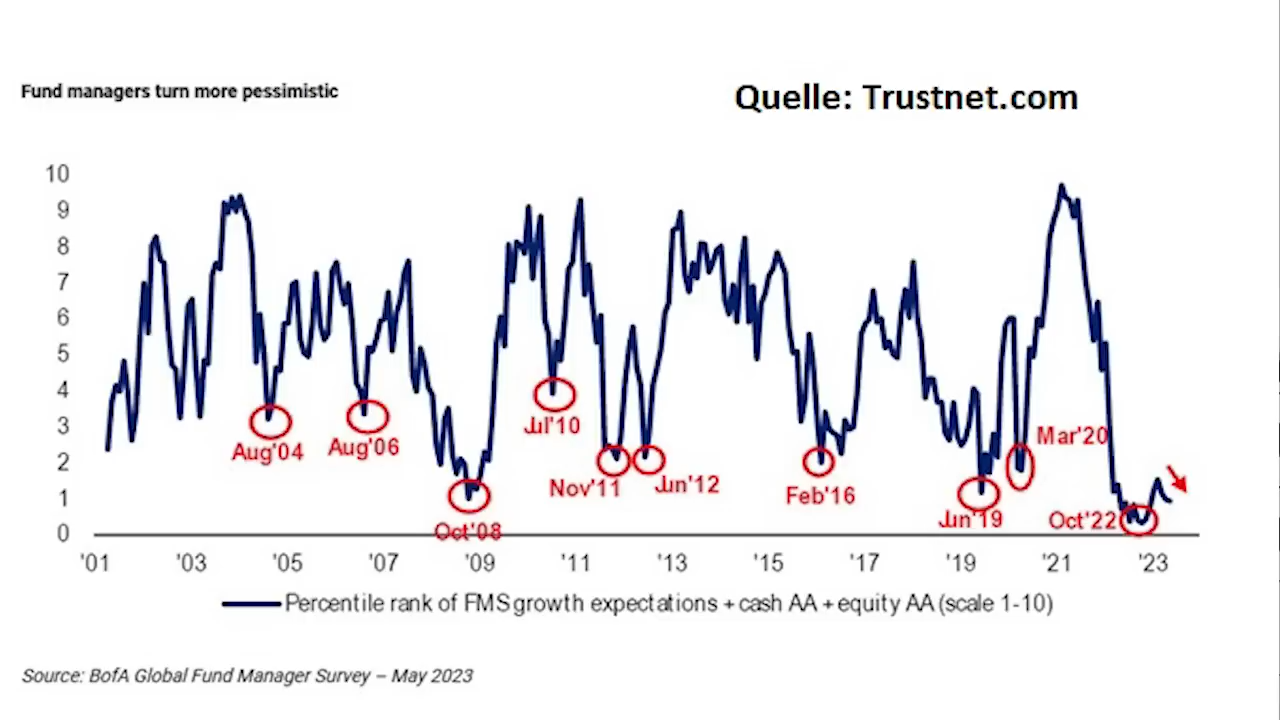 Fund managers turn more pessimistic
Quelle: Trustnet.com
10
9
8
7
6
5
4
3
2
1
0
Aug'04
Aug'06
Oct'08
Jul'10
Nov'11
Jun'12
Feb'16
Jun'19
Mar'20
Oct'22
'01 '03 '05 '07 '09 '11 '13 '15 '17 '19 '21 '23
Percentile rank of FMS growth expectations + cash AA + equity AA (scale 1-10)
Source: BofA Global Fund Manager Survey – May 2023